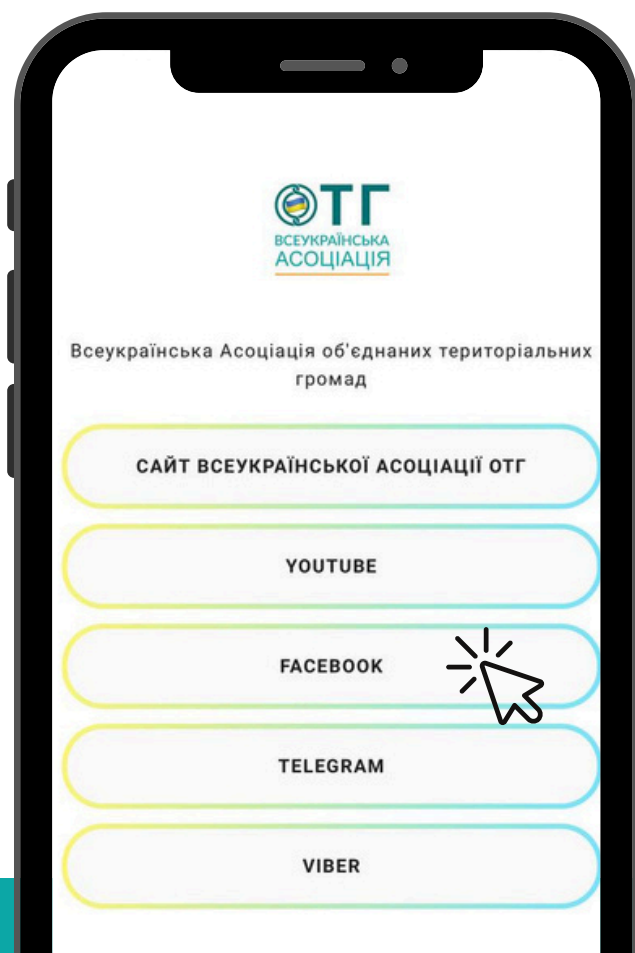 ОТГ
ВСЕУКРАЇНСЬКА
АСОЦІАЦІЯ
Всеукраїнська Асоціація об'єднаних територіальних
громад
САЙТ ВСЕУКРАЇНСЬКОЇ АСОЦІАЦІЇ ОТГ
YOUTUBE
FACEBOOK
TELEGRAM
VIBER